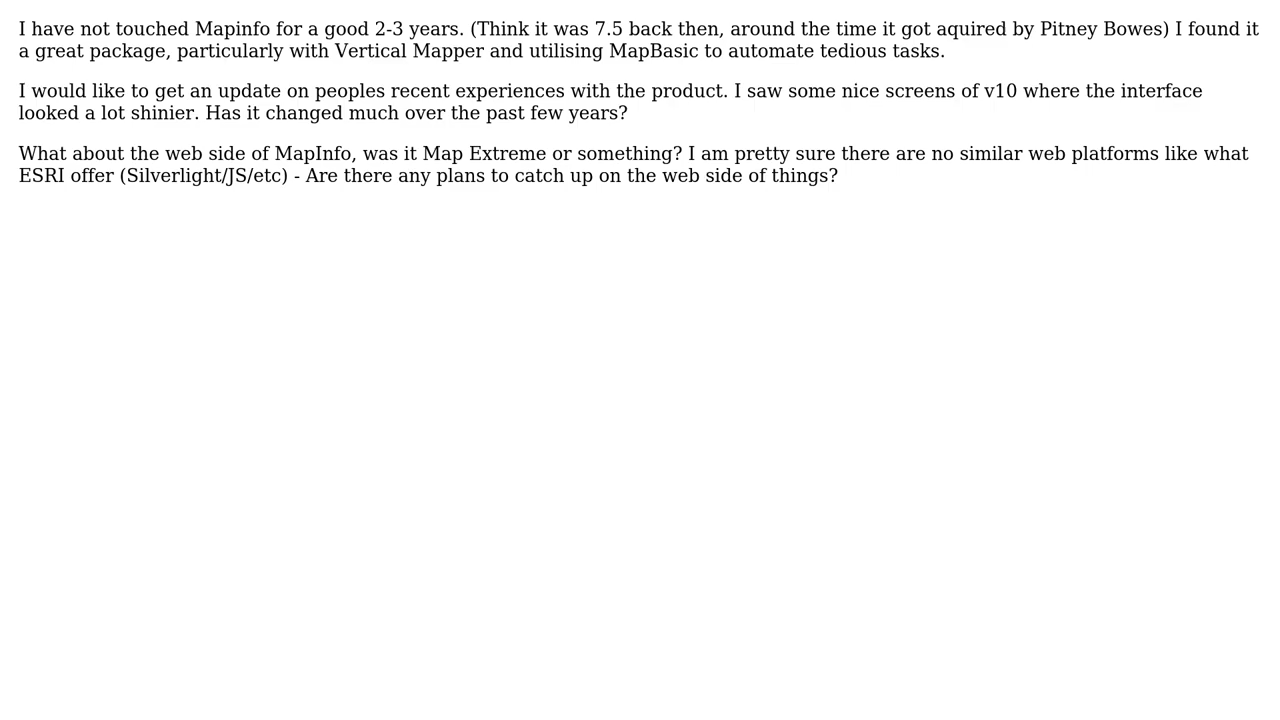 I have not touched Mapinfo for a good 2-3 years. (Think it was 7.5 back then, around the time it got aquired by Pitney Bowes) I found it
a great package, particularly with Vertical Mapper and utilising MapBasic to automate tedious tasks.
I would like to get an update on peoples recent experiences with the product. I saw some nice screens of v10 where the interface
looked a lot shinier. Has it changed much over the past few years?
What about the web side of MapInfo, was it Map Extreme or something? I am pretty sure there are no similar web platforms like what
ESRI offer (Silverlight/JS/etc) - Are there any plans to catch up on the web side of things?